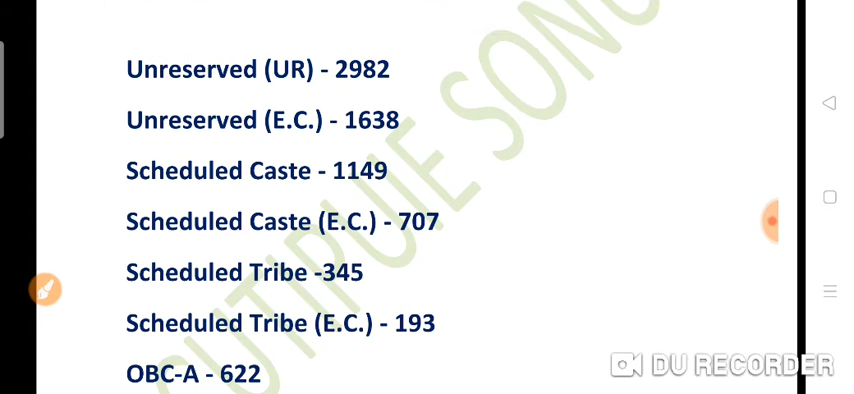 Unreserved (UR) - 2982
Unreserved (E.C.) - 1638
Scheduled Caste - 1149
Scheduled Caste (E.C.) - 707
Scheduled Tribe -345
Scheduled Tribe (E.C.) - 193
OBC-A - 622
DU RECORDER